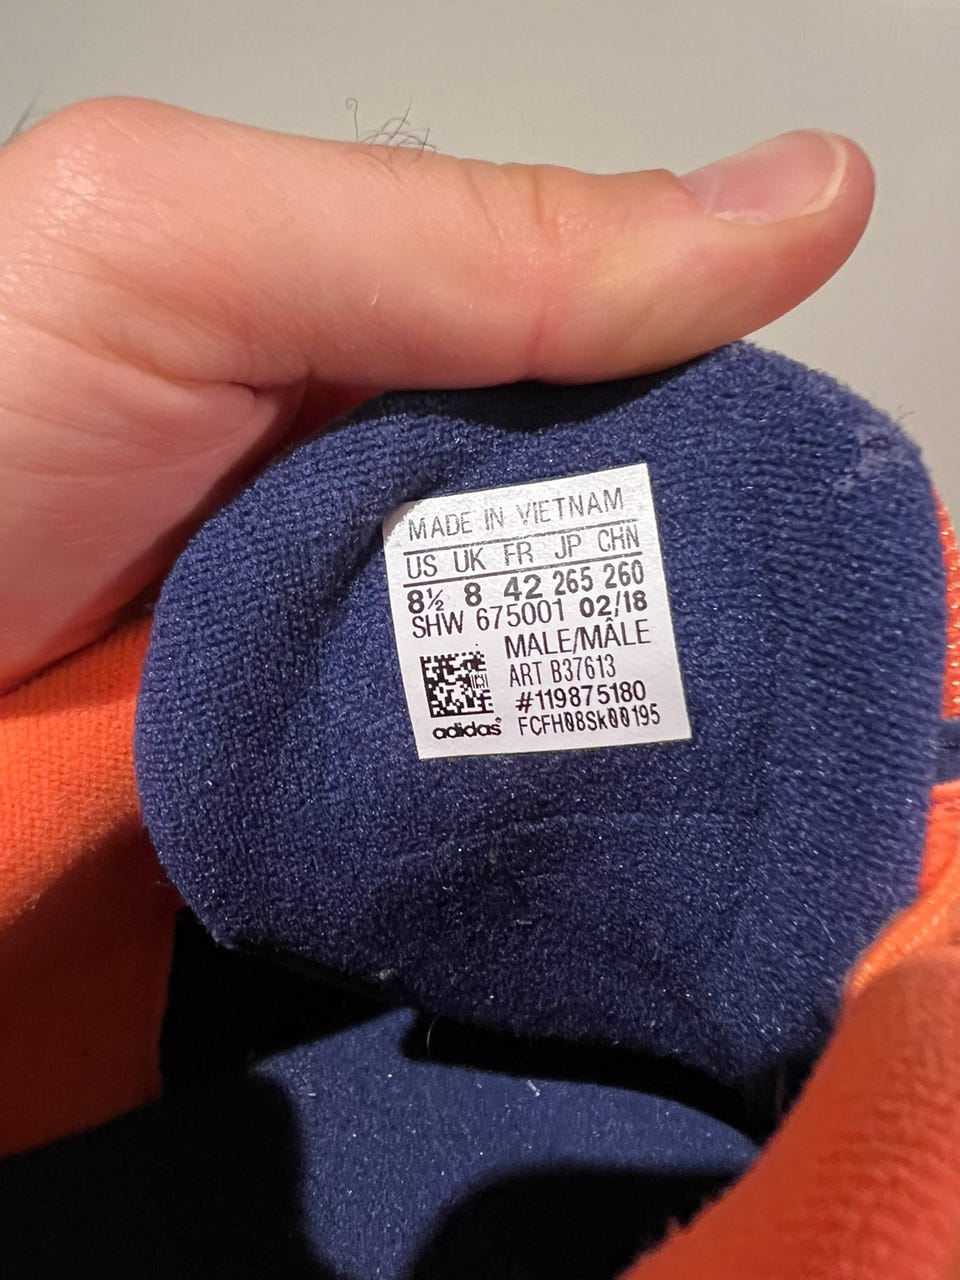 MADE IN VIETNAM
US UK FR JP CHN
8½ 8 42 265 260
SHW 675001 02/18
MALE/MÂLE
ART B37613
#119875180
adidas® FCFH08Sk00195